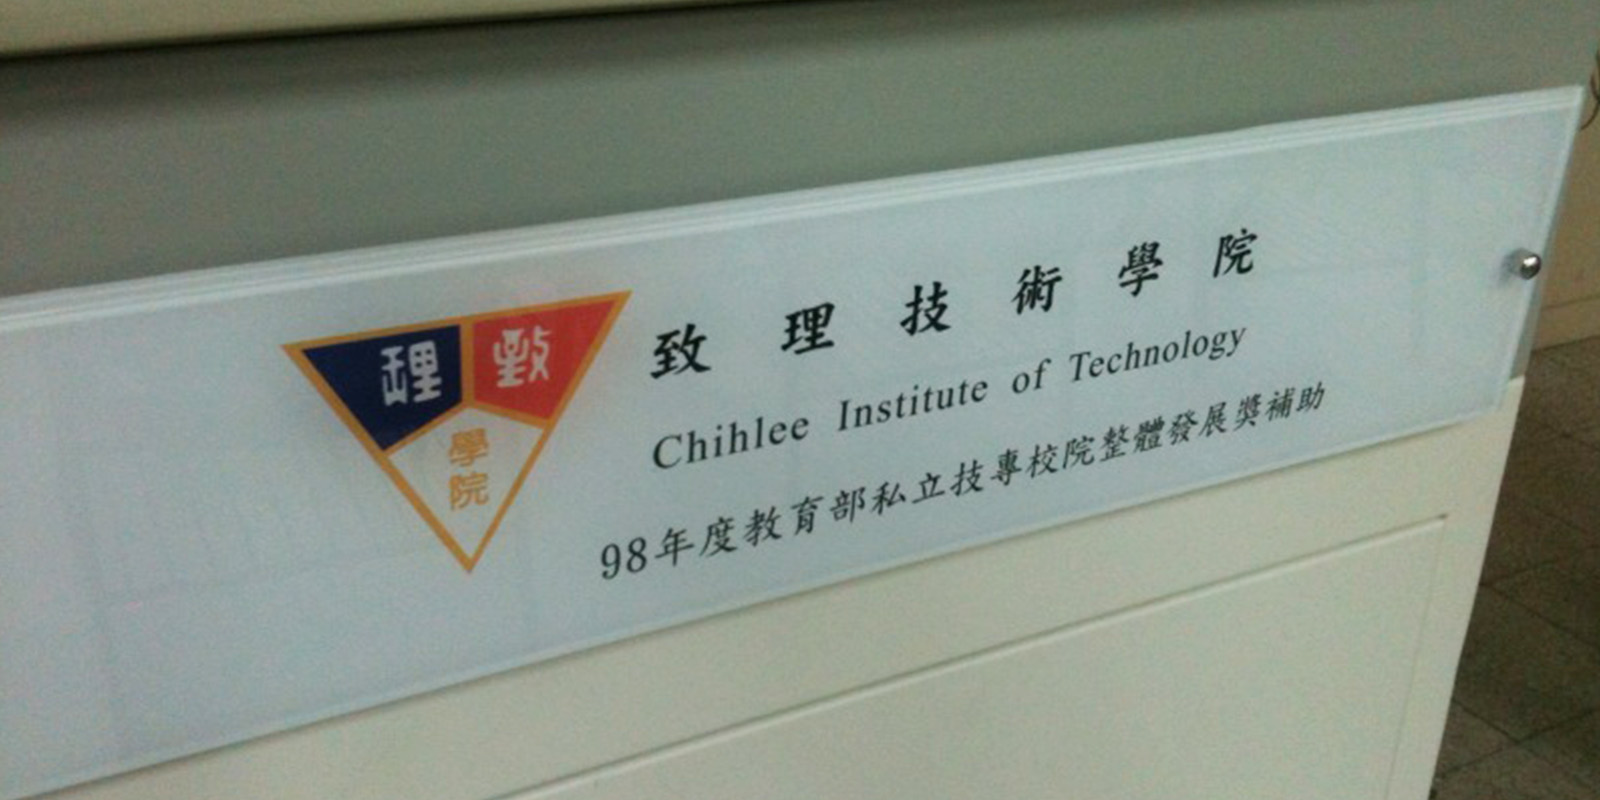 致理技術學院
Chihlee Institute of Technology
98年度教育部私立技專校院整體發展獎補助
理致
學
院